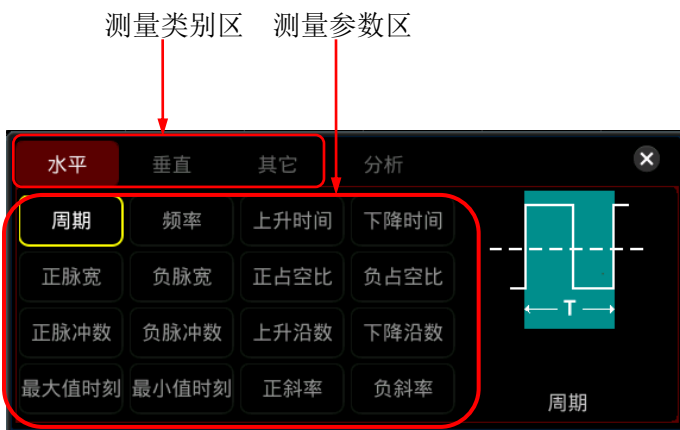 测量类别区 测量参数区
水平 垂直 其它 分析
周期 频率 上升时间 下降时间
正脉宽 负脉宽 正占空比 负占空比
T
正脉冲数 负脉冲数 上升沿数 下降沿数
最大值时刻 最小值时刻 正斜率 负斜率
周期